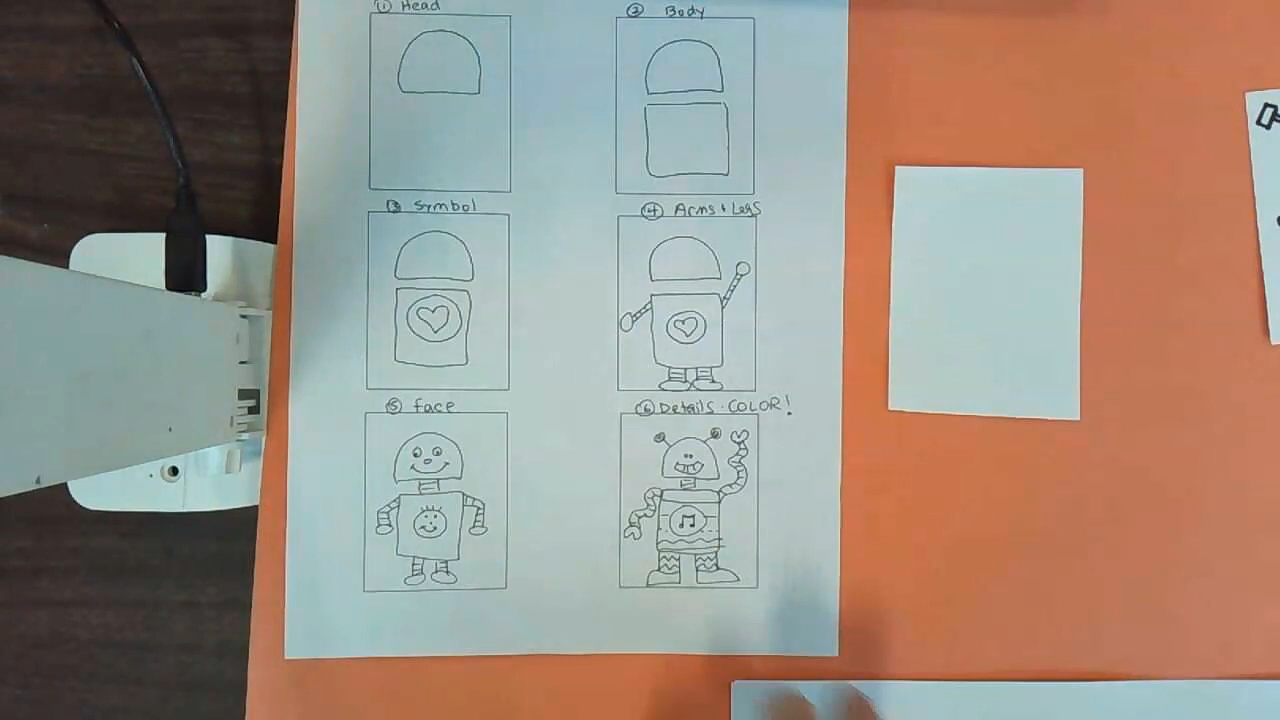 ① Head
② Body
③ Symbol
④ Arms + Legs
⑤ face
⑥ Details · COLOR!